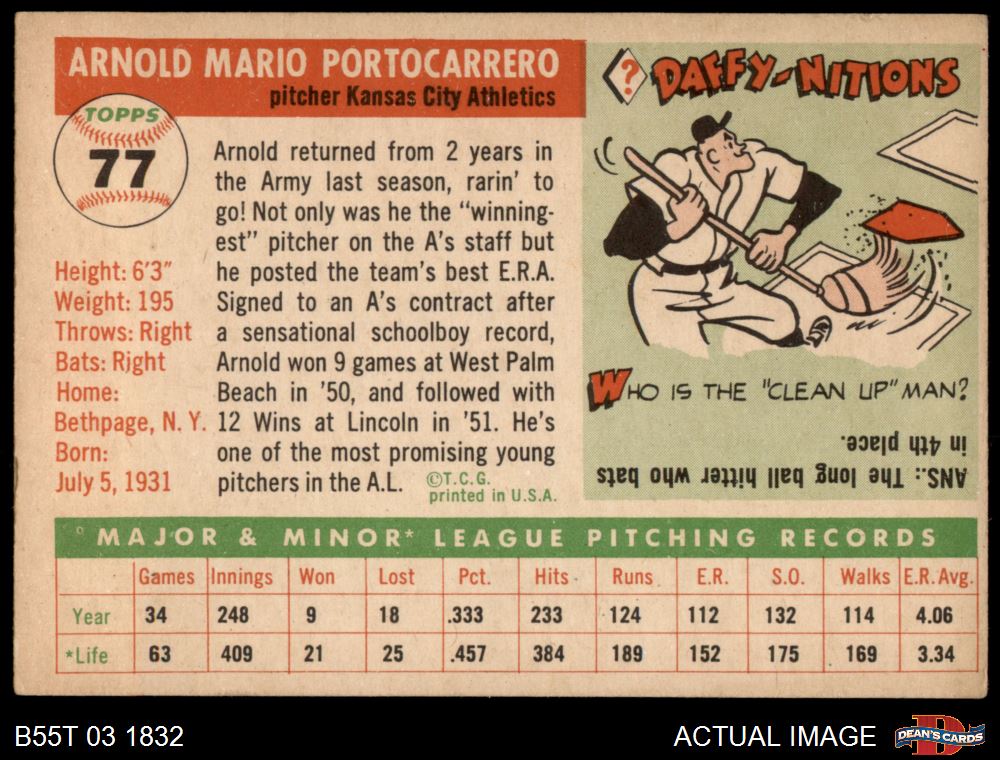 ARNOLD MARIO PORTOCARRERO
pitcher Kansas City Athletics
TOPPS
77
Height: 6'3"
Weight: 195
Throws: Right
Bats: Right
Home:
Bethpage, N. Y.
Born:
July 5, 1931
Arnold returned from 2 years in
the Army last season, rarin' to
go! Not only was he the "winning-
est" pitcher on the A's staff but
he posted the team's best E.R.A.
Signed to an A's contract after
a sensational schoolboy record,
Arnold won 9 games at West Palm
Beach in '50, and followed with
12 Wins at Lincoln in '51. He's
one of the most promising young
pitchers in the A.L.
©T.C.G.
printed in U.S.A.
? DAFFY-NITIONS
WHO IS THE "CLEAN UP" MAN?
ANS.: The long ball hitter who bats
in 4th place.
MAJOR & MINOR* LEAGUE PITCHING RECORDS
Games Innings Won Lost Pct. Hits Runs E.R. S.O. Walks E.R. Avg.
Year 34 248 9 18 .333 233 124 112 132 114 4.06
*Life 63 409 21 25 .457 384 189 152 175 169 3.34
B55T 03 1832
ACTUAL IMAGE
D
DEAN'S CARDS